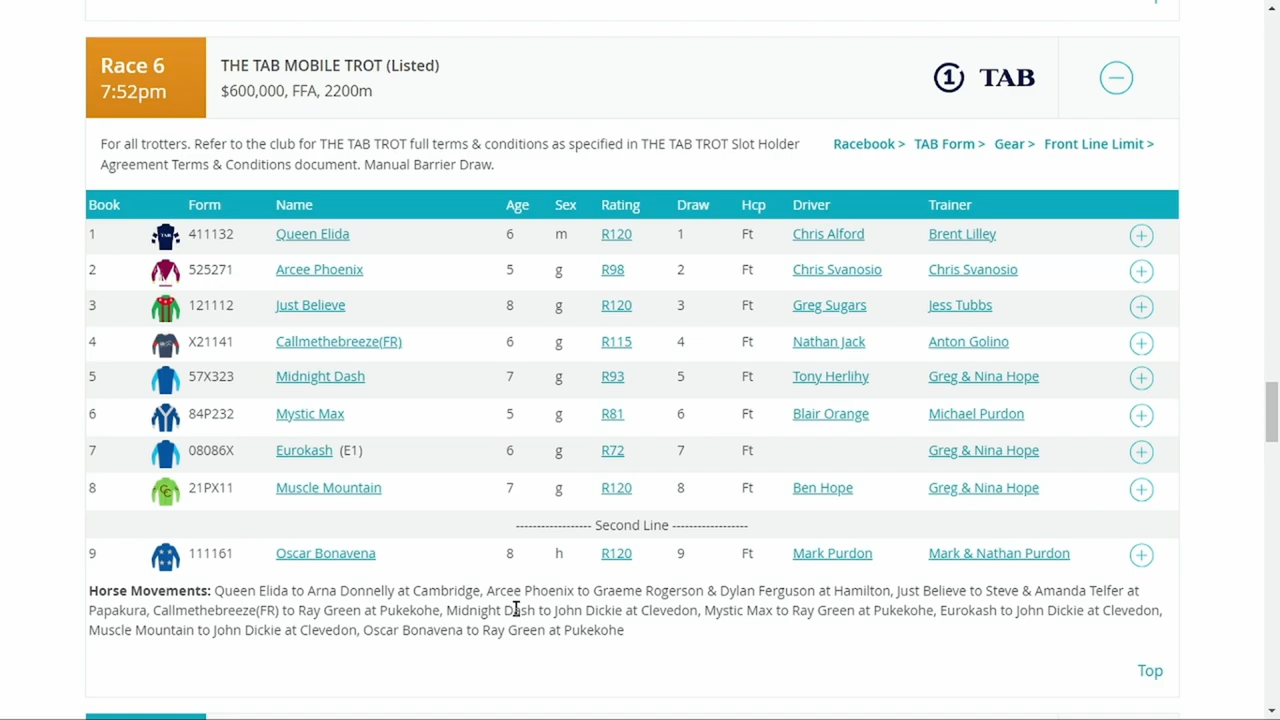 Race 6
7:52pm
THE TAB MOBILE TROT (Listed)
$600,000, FFA, 2200m
1 TAB
For all trotters. Refer to the club for THE TAB TROT full terms & conditions as specified in THE TAB TROT Slot Holder
Agreement Terms & Conditions document. Manual Barrier Draw.
Racebook > TAB Form > Gear > Front Line Limit >
Book Form Name Age Sex Rating Draw Hcp Driver Trainer
1 TAB 411132 Queen Elida 6 m R120 1 Ft Chris Alford Brent Lilley
2 525271 Arcee Phoenix 5 g R98 2 Ft Chris Svanosio Chris Svanosio
3 121112 Just Believe 8 g R120 3 Ft Greg Sugars Jess Tubbs
4 X21141 Callmethebreeze(FR) 6 g R115 4 Ft Nathan Jack Anton Golino
5 57X323 Midnight Dash 7 g R93 5 Ft Tony Herlihy Greg & Nina Hope
6 84P232 Mystic Max 5 g R81 6 Ft Blair Orange Michael Purdon
7 08086X Eurokash (E1) 6 g R72 7 Ft Greg & Nina Hope
8 21PX11 Muscle Mountain 7 g R120 8 Ft Ben Hope Greg & Nina Hope
------------------ Second Line ------------------
9 111161 Oscar Bonavena 8 h R120 9 Ft Mark Purdon Mark & Nathan Purdon
Horse Movements: Queen Elida to Arna Donnelly at Cambridge, Arcee Phoenix to Graeme Rogerson & Dylan Ferguson at Hamilton, Just Believe to Steve & Amanda Telfer at
Papakura, Callmethebreeze(FR) to Ray Green at Pukekohe, Midnight Dash to John Dickie at Clevedon, Mystic Max to Ray Green at Pukekohe, Eurokash to John Dickie at Clevedon,
Muscle Mountain to John Dickie at Clevedon, Oscar Bonavena to Ray Green at Pukekohe
Top